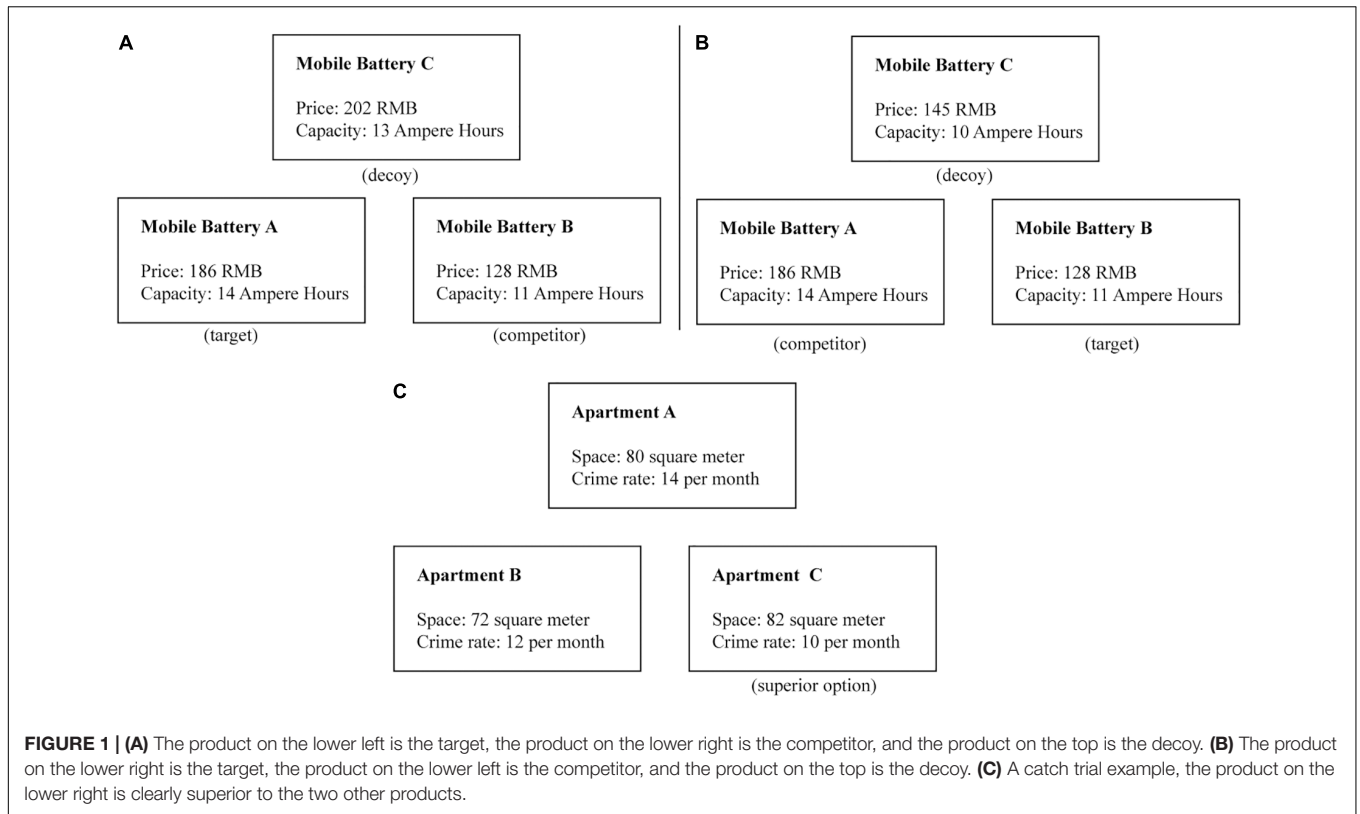 A
Mobile Battery C
Price: 202 RMB
Capacity: 13 Ampere Hours
(decoy)
Mobile Battery A
Price: 186 RMB
Capacity: 14 Ampere Hours
(target)
Mobile Battery B
Price: 128 RMB
Capacity: 11 Ampere Hours
(competitor)
B
Mobile Battery C
Price: 145 RMB
Capacity: 10 Ampere Hours
(decoy)
Mobile Battery A
Price: 186 RMB
Capacity: 14 Ampere Hours
(competitor)
Mobile Battery B
Price: 128 RMB
Capacity: 11 Ampere Hours
(target)
C
Apartment A
Space: 80 square meter
Crime rate: 14 per month
Apartment B
Space: 72 square meter
Crime rate: 12 per month
Apartment C
Space: 82 square meter
Crime rate: 10 per month
(superior option)
FIGURE 1 | (A) The product on the lower left is the target, the product on the lower right is the competitor, and the product on the top is the decoy. (B) The product
on the lower right is the target, the product on the lower left is the competitor, and the product on the top is the decoy. (C) A catch trial example, the product on the
lower right is clearly superior to the two other products.